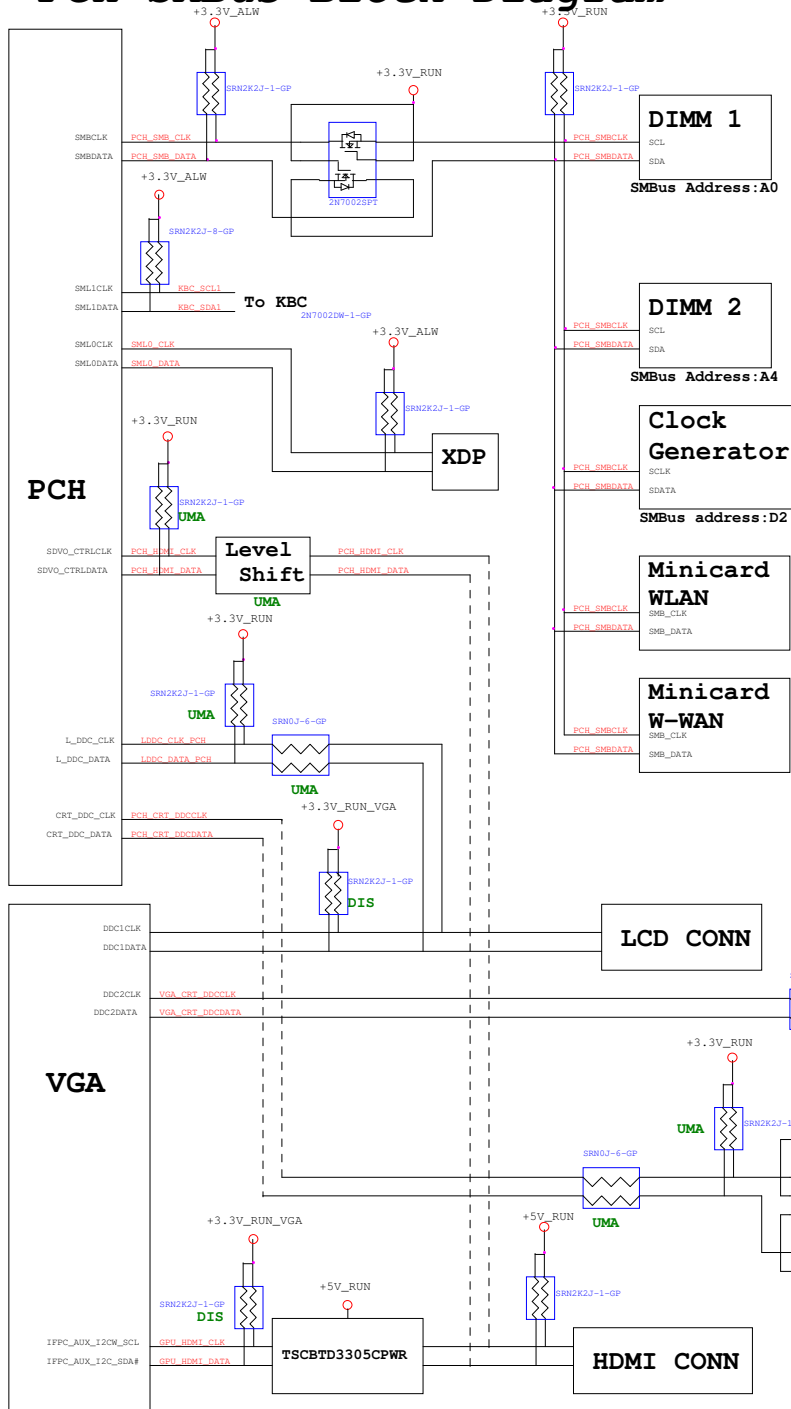 PCH SMBus Block Diagram
+3.3V_ALW
+3.3V_RUN
SRN2K2J-1-GP
+3.3V_RUN
SRN2K2J-1-GP
SMBCLK
PCH_SMB_CLK
SMBDATA
PCH_SMB_DATA
2N7002SPT
PCH_SMBCLK
PCH_SMBDATA
DIMM 1
SCL
SDA
SMBus Address:A0
+3.3V_ALW
SRN2K2J-8-GP
SML1CLK
KBC_SCL1
SML1DATA
KBC_SDA1
To KBC
2N7002DW-1-GP
PCH_SMBCLK
PCH_SMBDATA
DIMM 2
SCL
SDA
SMBus Address:A4
SML0CLK
SML0_CLK
SML0DATA
SML0_DATA
+3.3V_ALW
SRN2K2J-1-GP
XDP
PCH_SMBCLK
PCH_SMBDATA
Clock
Generator
SCLK
SDATA
SMBus address:D2
PCH
+3.3V_RUN
SRN2K2J-1-GP
UMA
SDVO_CTRLCLK
PCH_HDMI_CLK
SDVO_CTRLDATA
PCH_HDMI_DATA
Level
Shift
UMA
PCH_HDMI_CLK
PCH_HDMI_DATA
PCH_SMBCLK
PCH_SMBDATA
Minicard
WLAN
SMB_CLK
SMB_DATA
+3.3V_RUN
SRN2K2J-1-GP
UMA
SRN0J-6-GP
UMA
L_DDC_CLK
LDDC_CLK_PCH
L_DDC_DATA
LDDC_DATA_PCH
PCH_SMBCLK
PCH_SMBDATA
Minicard
W-WAN
SMB_CLK
SMB_DATA
CRT_DDC_CLK
PCH_CRT_DDCCLK
CRT_DDC_DATA
PCH_CRT_DDCDATA
+3.3V_RUN_VGA
SRN2K2J-1-GP
DIS
DDC1CLK
DDC1DATA
LCD CONN
DDC2CLK
VGA_CRT_DDCCLK
DDC2DATA
VGA_CRT_DDCDATA
VGA
+3.3V_RUN
UMA
SRN2K2J-1
SRN0J-6-GP
UMA
+3.3V_RUN_VGA
SRN2K2J-1-GP
DIS
+5V_RUN
+5V_RUN
SRN2K2J-1-GP
IFPC_AUX_I2CW_SCL
GPU_HDMI_CLK
IFPC_AUX_I2C_SDA#
GPU_HDMI_DATA
TSCBTD3305CPWR
HDMI CONN